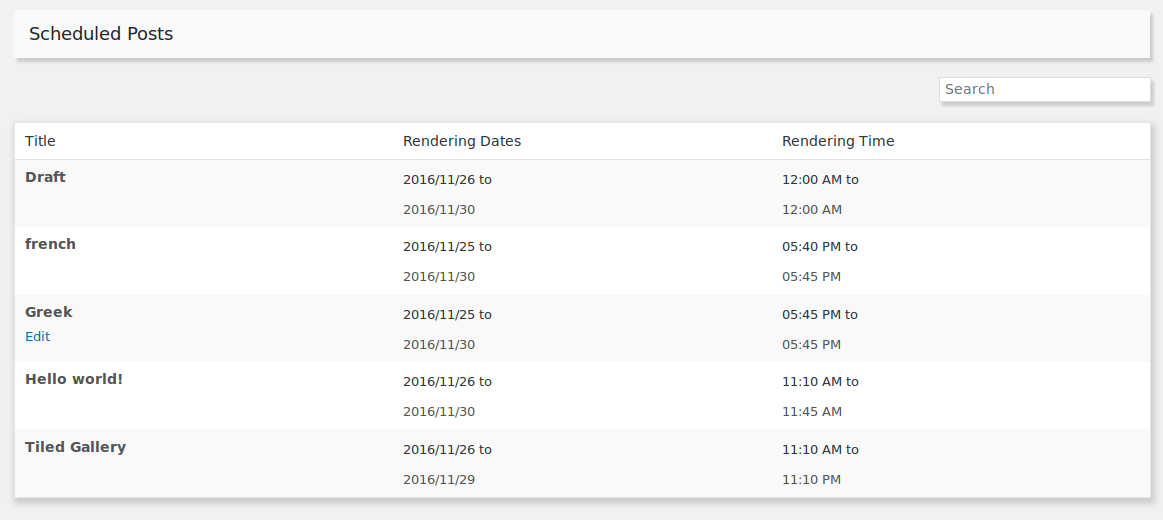 Scheduled Posts
Search
Title Rendering Dates Rendering Time
Draft 2016/11/26 to 12:00 AM to
2016/11/30 12:00 AM
french 2016/11/25 to 05:40 PM to
2016/11/30 05:45 PM
Greek 2016/11/25 to 05:45 PM to
Edit 2016/11/30 05:45 PM
Hello world! 2016/11/26 to 11:10 AM to
2016/11/30 11:45 AM
Tiled Gallery 2016/11/26 to 11:10 AM to
2016/11/29 11:10 PM